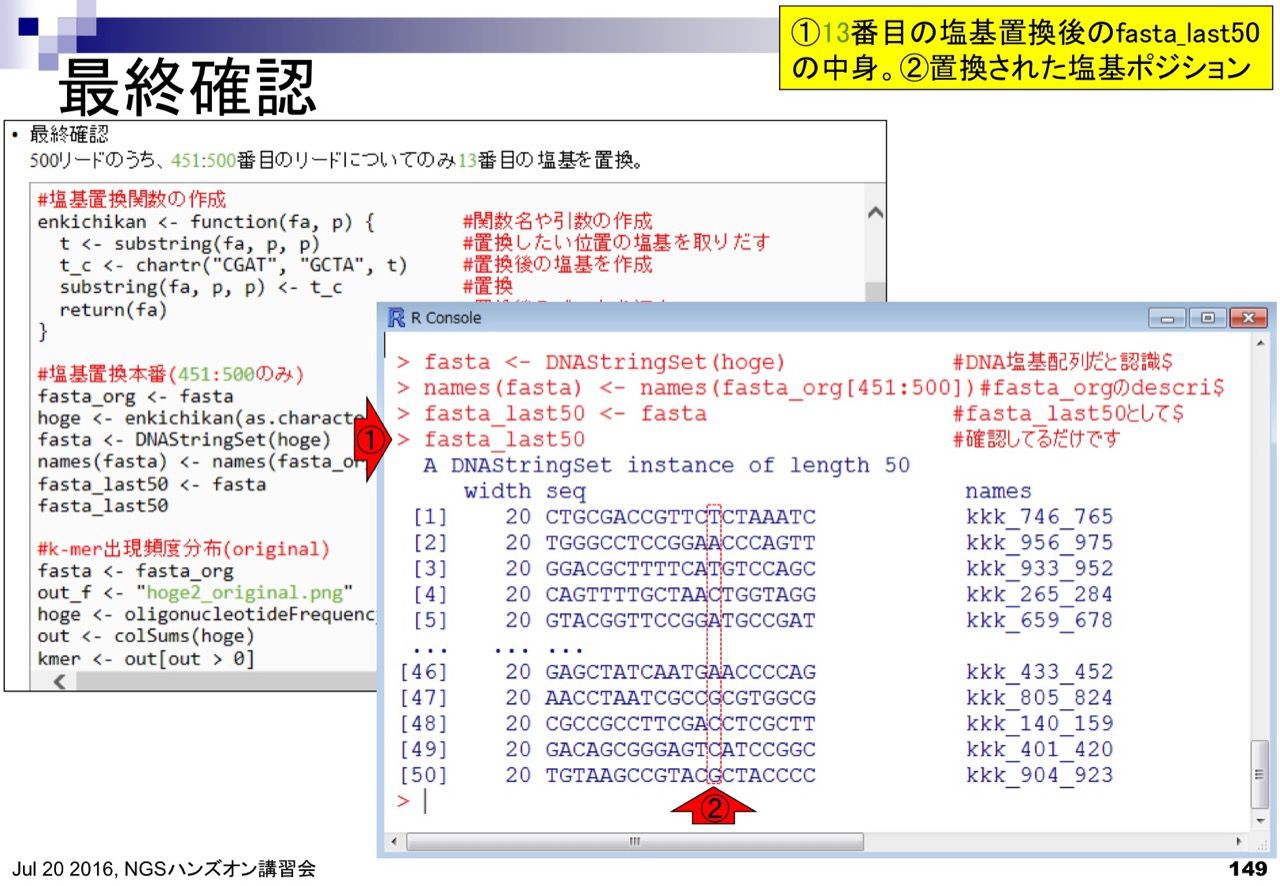 ①13番目の塩基置換後のfasta_last50
の中身。②置換された塩基ポジション
最終確認
• 最終確認
500リードのうち、451:500番目のリードについてのみ13番目の塩基を置換。
#塩基置換関数の作成
enkichikan <- function(fa, p) { #関数名や引数の作成
t <- substring(fa, p, p) #置換したい位置の塩基を取りだす
t_c <- chartr("CGAT", "GCTA", t) #置換後の塩基を作成
substring(fa, p, p) <- t_c #置換
return(fa)
}
#塩基置換本番(451:500のみ)
fasta_org <- fasta
hoge <- enkichikan(as.characte
fasta <- DNAStringSet(hoge)
names(fasta) <- names(fasta_or
fasta_last50 <- fasta
fasta_last50
#k-mer出現頻度分布(original)
fasta <- fasta_org
out_f <- "hoge2_original.png"
hoge <- oligonucleotideFrequenc
out <- colSums(hoge)
kmer <- out[out > 0]
R Console
> fasta <- DNAStringSet(hoge) #DNA塩基配列だと認識$
> names(fasta) <- names(fasta_org[451:500])#fasta_orgのdescri$
> fasta_last50 <- fasta #fasta_last50として$
① > fasta_last50 #確認してるだけです
A DNAStringSet instance of length 50
width seq names
[1] 20 CTGCGACCGTTCTCTAAATC kkk_746_765
[2] 20 TGGGCCTCCGGAACCCAGTT kkk_956_975
[3] 20 GGACGCTTTTCATGTCCAGC kkk_933_952
[4] 20 CAGTTTTGCTAACTGGTAGG kkk_265_284
[5] 20 GTACGGTTCCGGATGCCGAT kkk_659_678
... ... ...
[46] 20 GAGCTATCAATGAACCCCAG kkk_433_452
[47] 20 AACCTAATCGCCGCGTGGCG kkk_805_824
[48] 20 CGCCGCCTTCGACCTCGCTT kkk_140_159
[49] 20 GACAGCGGGAGTCATCCGGC kkk_401_420
[50] 20 TGTAAGCCGTACGCTACCCC kkk_904_923
>
②
Jul 20 2016, NGSハンズオン講習会
149